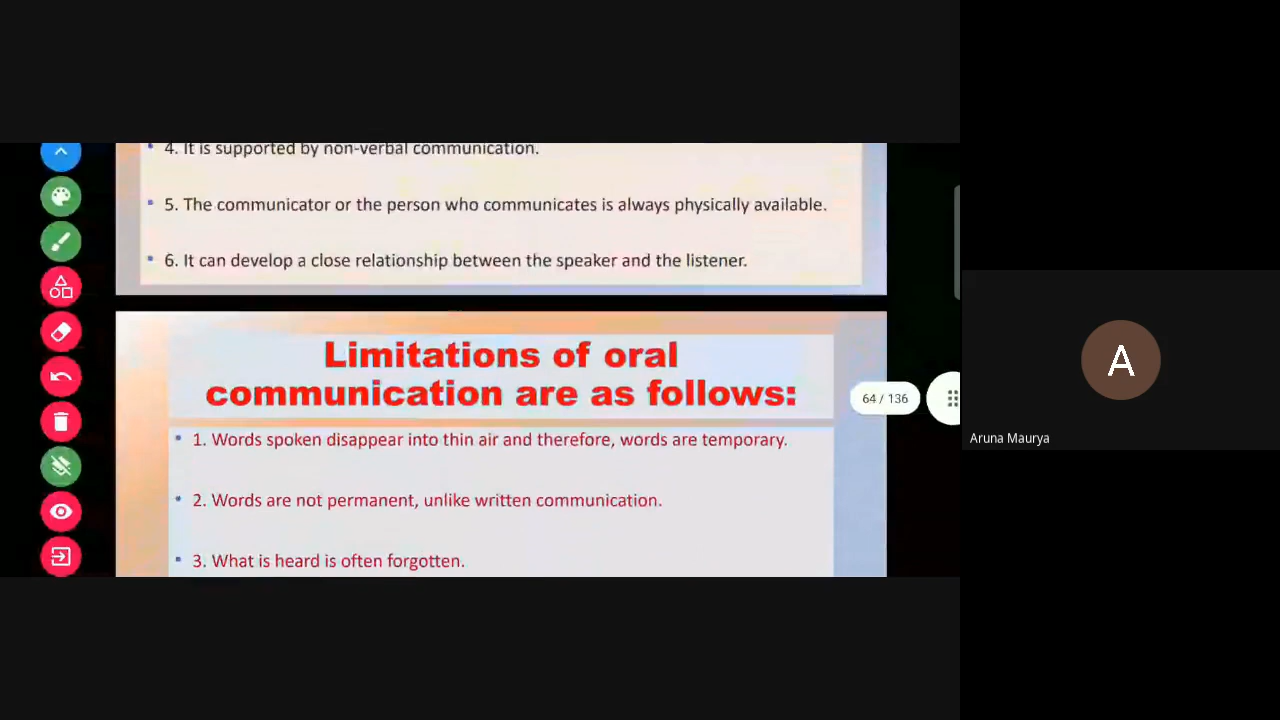 4. It is supported by non-verbal communication.
5. The communicator or the person who communicates is always physically available.
6. It can develop a close relationship between the speaker and the listener.
Limitations of oral
communication are as follows:
64 / 136
1. Words spoken disappear into thin air and therefore, words are temporary.
2. Words are not permanent, unlike written communication.
3. What is heard is often forgotten.
A
Aruna Maurya